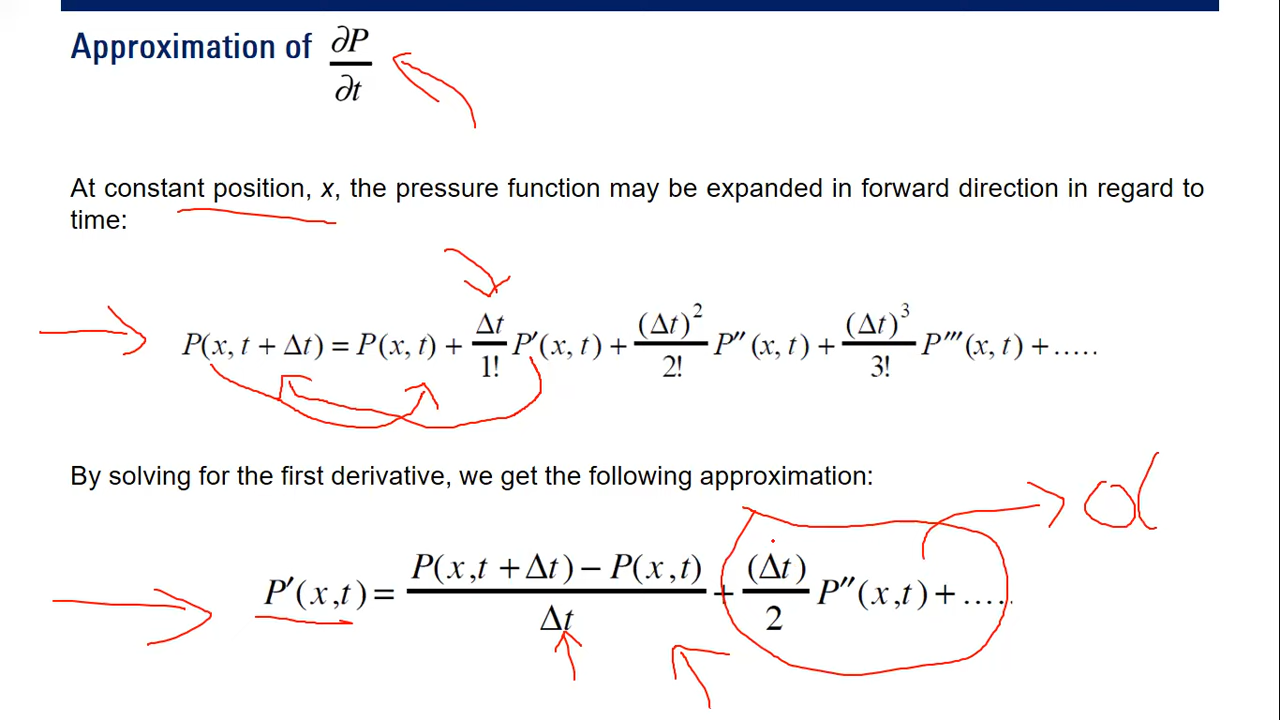 Approximation of ∂P/∂t
At constant position, x, the pressure function may be expanded in forward direction in regard to
time:
P(x, t + Δt) = P(x, t) + Δt/1! P′(x, t) + (Δt)²/2! P″(x, t) + (Δt)³/3! P‴(x, t) + .....
By solving for the first derivative, we get the following approximation:
P′(x,t) = P(x,t + Δt) − P(x,t)/Δt + (Δt)/2 P″(x,t) + .....